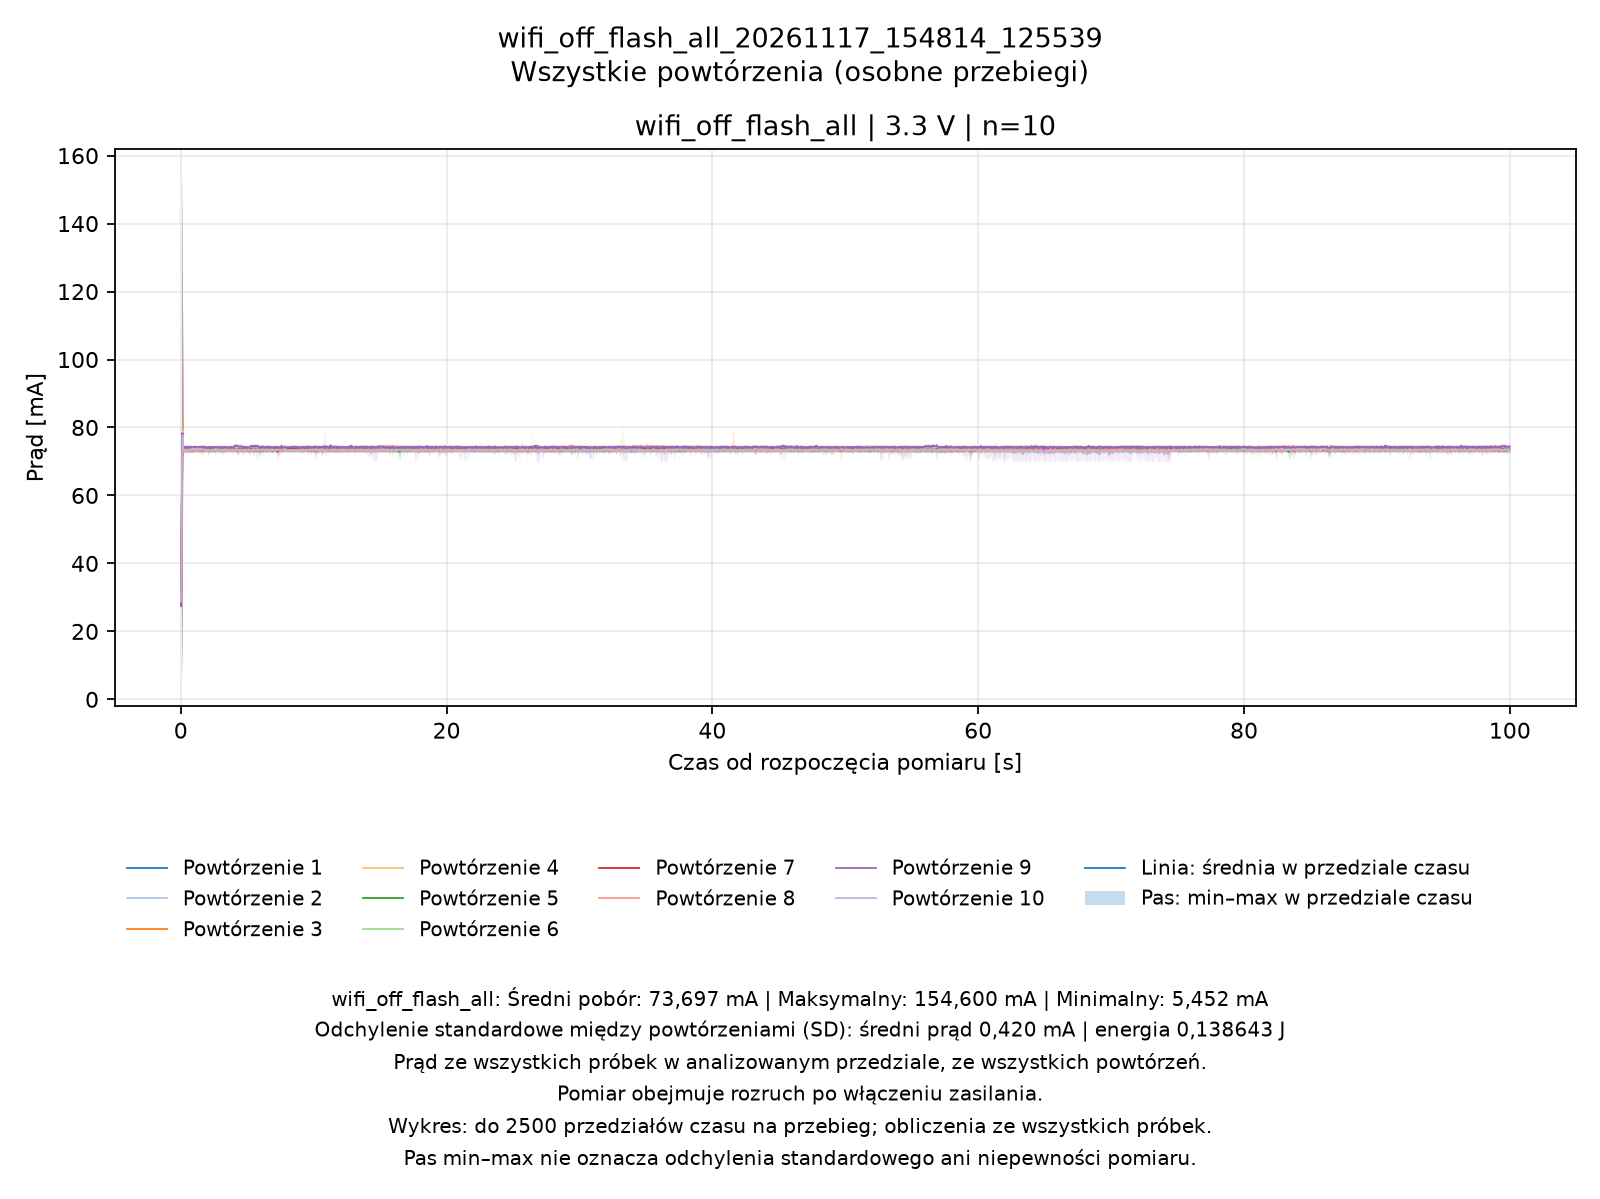 wifi_off_flash_all_20261117_154814_125539
Wszystkie powtórzenia (osobne przebiegi)
wifi_off_flash_all | 3.3 V | n=10
160
140
120
100
80
60
40
20
0
Prąd [mA]
0 20 40 60 80 100
Czas od rozpoczęcia pomiaru [s]
Powtórzenie 1 Powtórzenie 4 Powtórzenie 7 Powtórzenie 9 Linia: średnia w przedziale czasu
Powtórzenie 2 Powtórzenie 5 Powtórzenie 8 Powtórzenie 10 Pas: min–max w przedziale czasu
Powtórzenie 3 Powtórzenie 6
wifi_off_flash_all: Średni pobór: 73,697 mA | Maksymalny: 154,600 mA | Minimalny: 5,452 mA
Odchylenie standardowe między powtórzeniami (SD): średni prąd 0,420 mA | energia 0,138643 J
Prąd ze wszystkich próbek w analizowanym przedziale, ze wszystkich powtórzeń.
Pomiar obejmuje rozruch po włączeniu zasilania.
Wykres: do 2500 przedziałów czasu na przebieg; obliczenia ze wszystkich próbek.
Pas min–max nie oznacza odchylenia standardowego ani niepewności pomiaru.